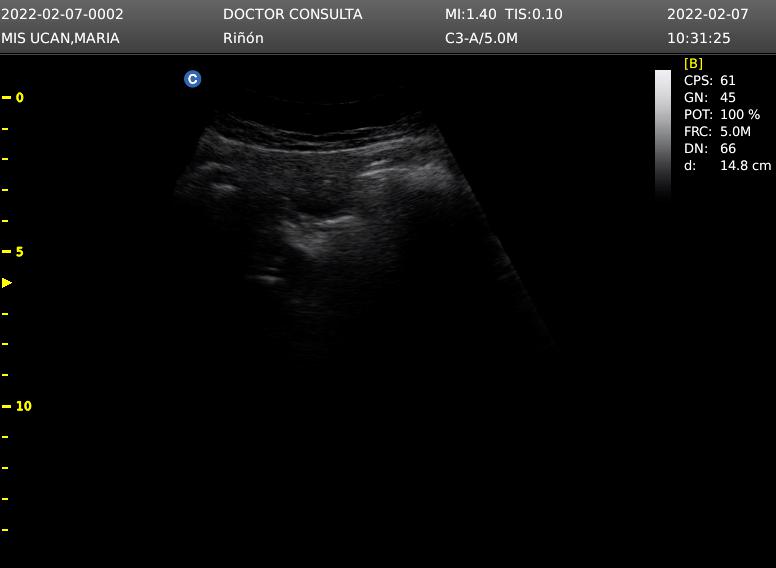 2022-02-07-0002 DOCTOR CONSULTA MI:1.40 TIS:0.10 2022-02-07
MIS UCAN,MARIA Riñón C3-A/5.0M 10:31:25
C
[B]
CPS: 61
GN: 45
POT: 100 %
FRC: 5.0M
DN: 66
d: 14.8 cm
0
5
10